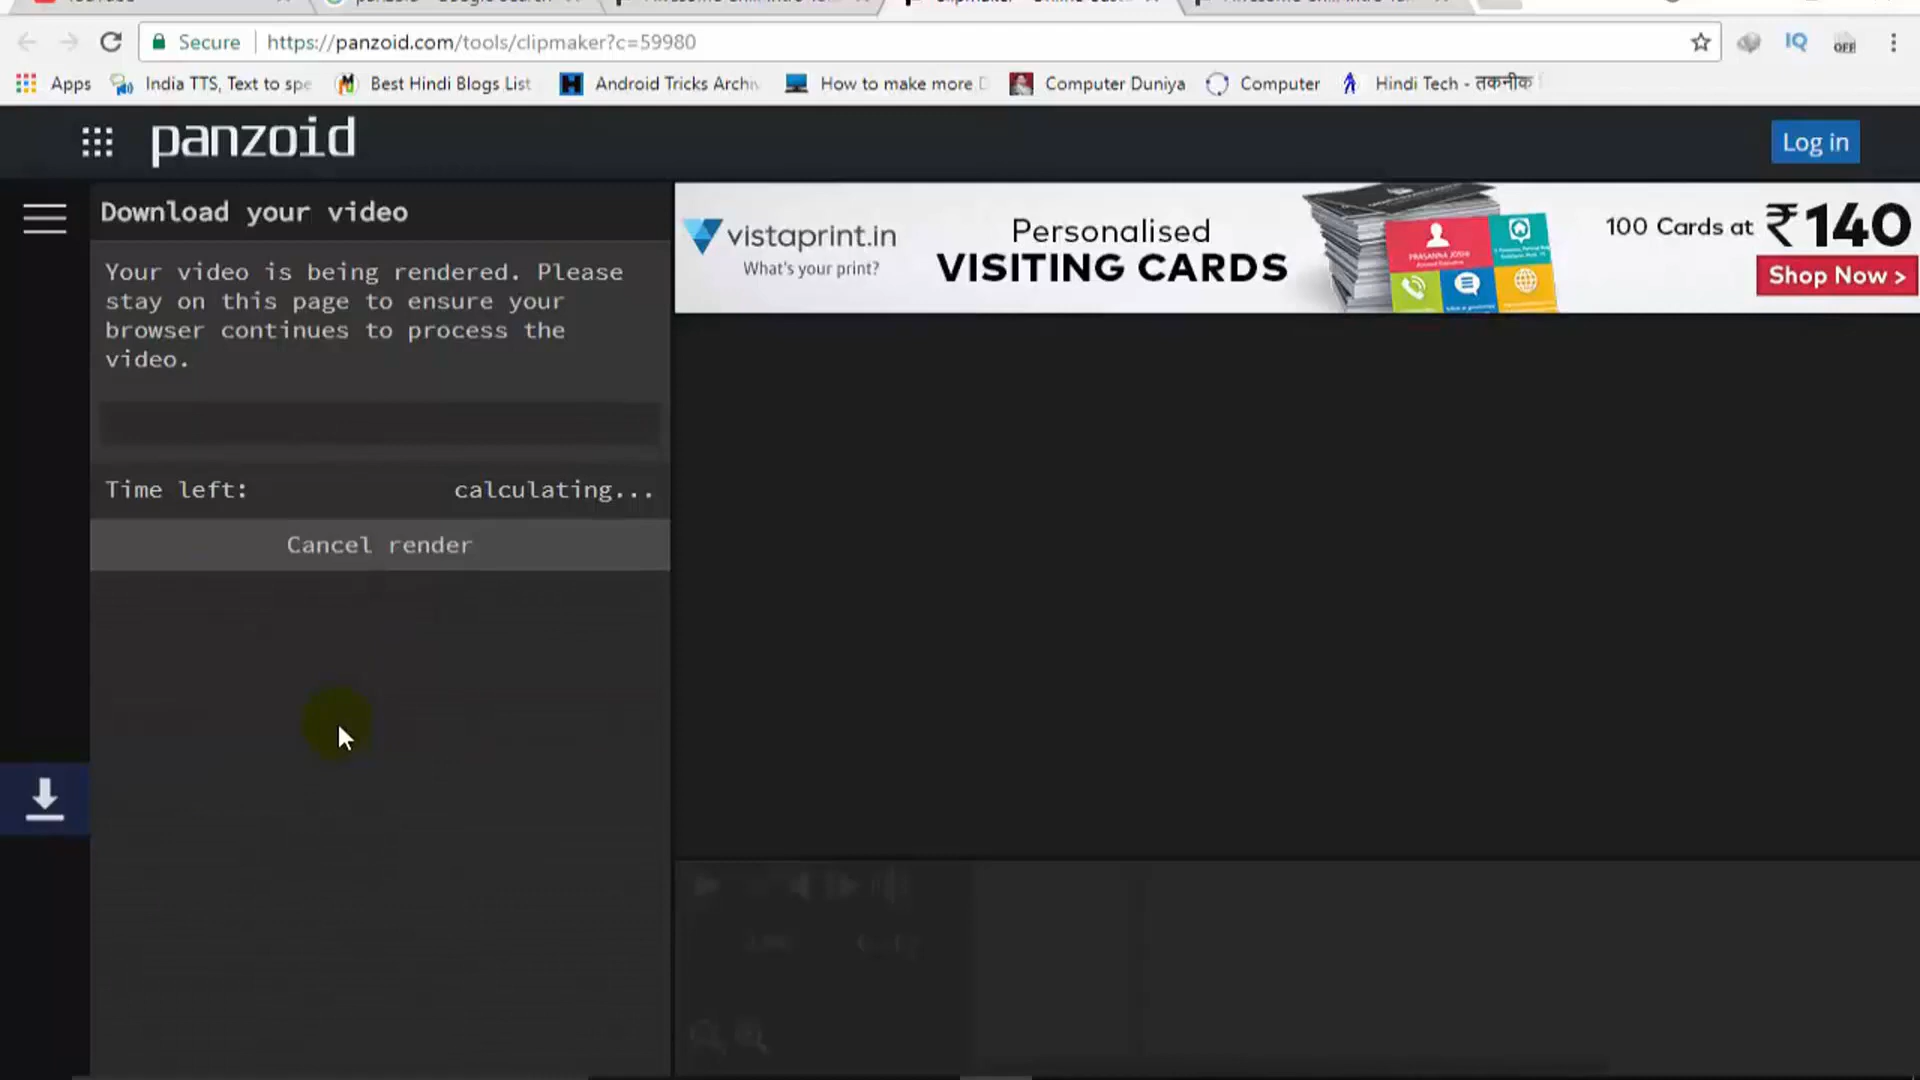 Secure https://panzoid.com/tools/clipmaker?c=59980
IQ OFF
Apps India TTS, Text to spe Best Hindi Blogs List Android Tricks Archiv How to make more Computer Duniya Computer Hindi Tech - तकनीक
panzoid
Log in
Download your video
Your video is being rendered. Please
stay on this page to ensure your
browser continues to process the
video.
Time left: calculating...
Cancel render
vistaprint.in
What's your print?
Personalised
VISITING CARDS
PRASANNA JOSHI
100 Cards at ₹140
Shop Now >